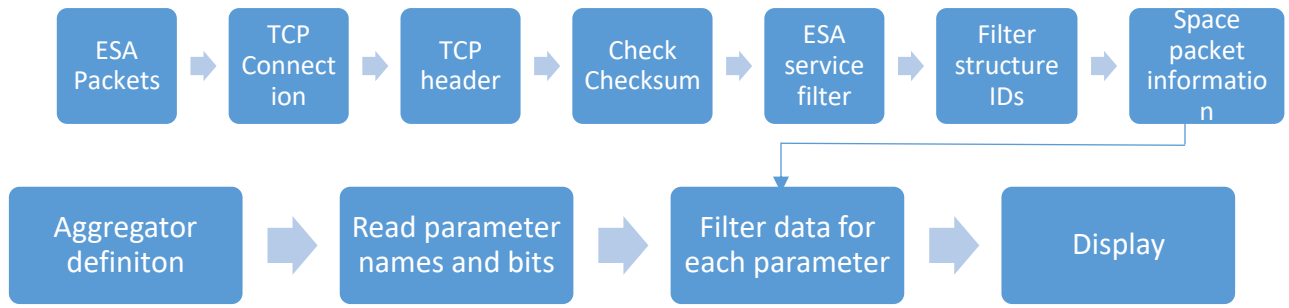 ESA
Packets
TCP
Connect
ion
TCP
header
Check
Checksum
ESA
service
filter
Filter
structure
IDs
Space
packet
informatio
n
Aggregator
definiton
Read parameter
names and bits
Filter data for
each parameter
Display